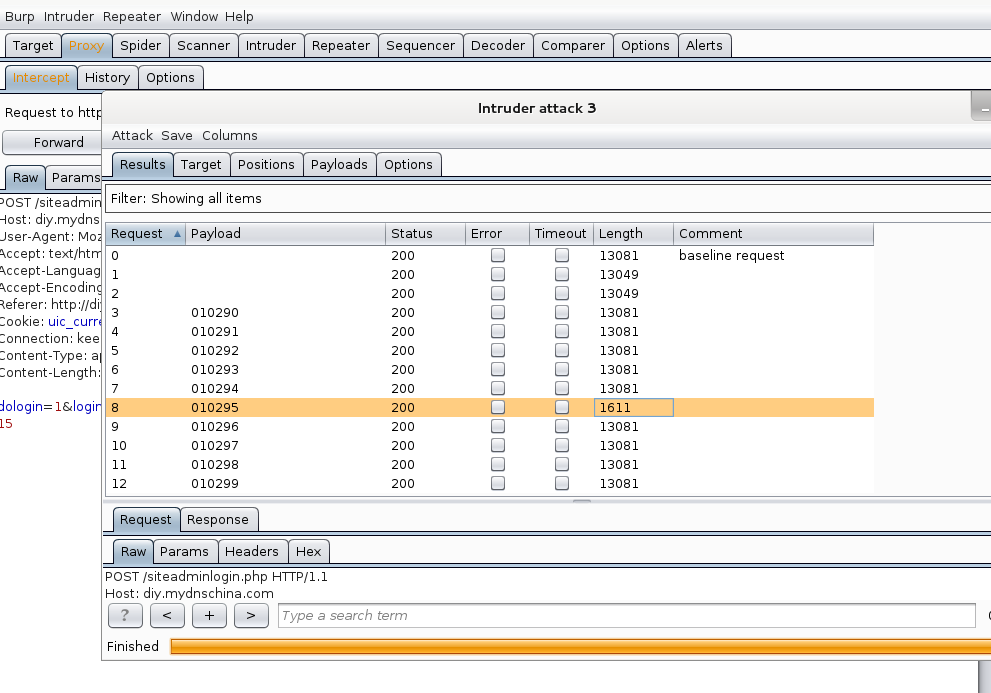 Burp Intruder Repeater Window Help
Target Proxy Spider Scanner Intruder Repeater Sequencer Decoder Comparer Options Alerts
Intercept History Options
Request to http
Forward
Raw Params
POST /siteadmin
Host: diy.mydns
User-Agent: Moz
Accept: text/htm
Accept-Languag
Accept-Encoding
Referer: http://di
Cookie: uic_curre
Connection: kee
Content-Type: ap
Content-Length:
dologin=1&login
15
Intruder attack 3
Attack Save Columns
Results Target Positions Payloads Options
Filter: Showing all items
Request Payload Status Error Timeout Length Comment
0 200 13081 baseline request
1 200 13049
2 200 13049
3 010290 200 13081
4 010291 200 13081
5 010292 200 13081
6 010293 200 13081
7 010294 200 13081
8 010295 200 1611
9 010296 200 13081
10 010297 200 13081
11 010298 200 13081
12 010299 200 13081
Request Response
Raw Params Headers Hex
POST /siteadminlogin.php HTTP/1.1
Host: diy.mydnschina.com
? < + > Type a search term
Finished